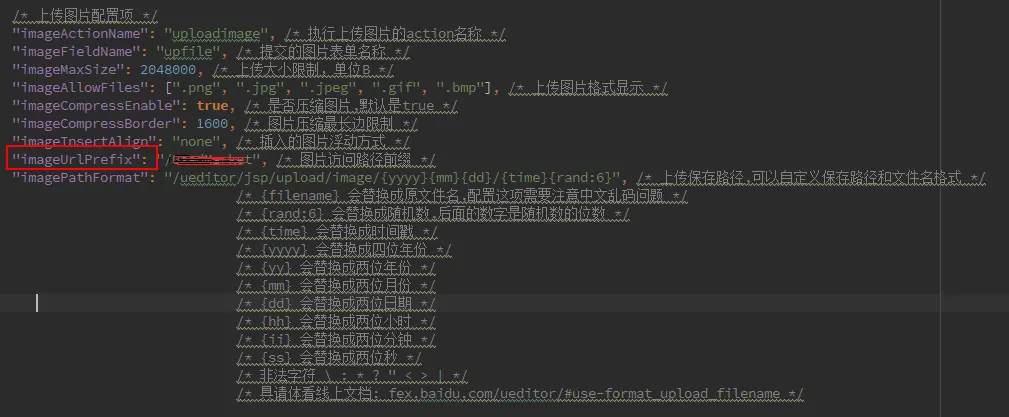 /* 上传图片配置项 */
"imageActionName": "uploadimage", /* 执行上传图片的action名称 */
"imageFieldName": "upfile", /* 提交的图片表单名称 */
"imageMaxSize": 2048000, /* 上传大小限制，单位B */
"imageAllowFiles": [".png", ".jpg", ".jpeg", ".gif", ".bmp"], /* 上传图片格式显示 */
"imageCompressEnable": true, /* 是否压缩图片,默认是true */
"imageCompressBorder": 1600, /* 图片压缩最长边限制 */
"imageInsertAlign": "none", /* 插入的图片浮动方式 */
"imageUrlPrefix": "/ ", /* 图片访问路径前缀 */
"imagePathFormat": "/ueditor/jsp/upload/image/{yyyy}{mm}{dd}/{time}{rand:6}", /* 上传保存路径,可以自定义保存路径和文件名格式 */
/* {filename} 会替换成原文件名,配置这项需要注意中文乱码问题 */
/* {rand:6} 会替换成随机数,后面的数字是随机数的位数 */
/* {time} 会替换成时间戳 */
/* {yyyy} 会替换成四位年份 */
/* {yy} 会替换成两位年份 */
/* {mm} 会替换成两位月份 */
/* {dd} 会替换成两位日期 */
/* {hh} 会替换成两位小时 */
/* {ii} 会替换成两位分钟 */
/* {ss} 会替换成两位秒 */
/* 非法字符 \ : * ? " < > | */
/* 具请体看线上文档: fex.baidu.com/ueditor/#use-format_upload_filename */